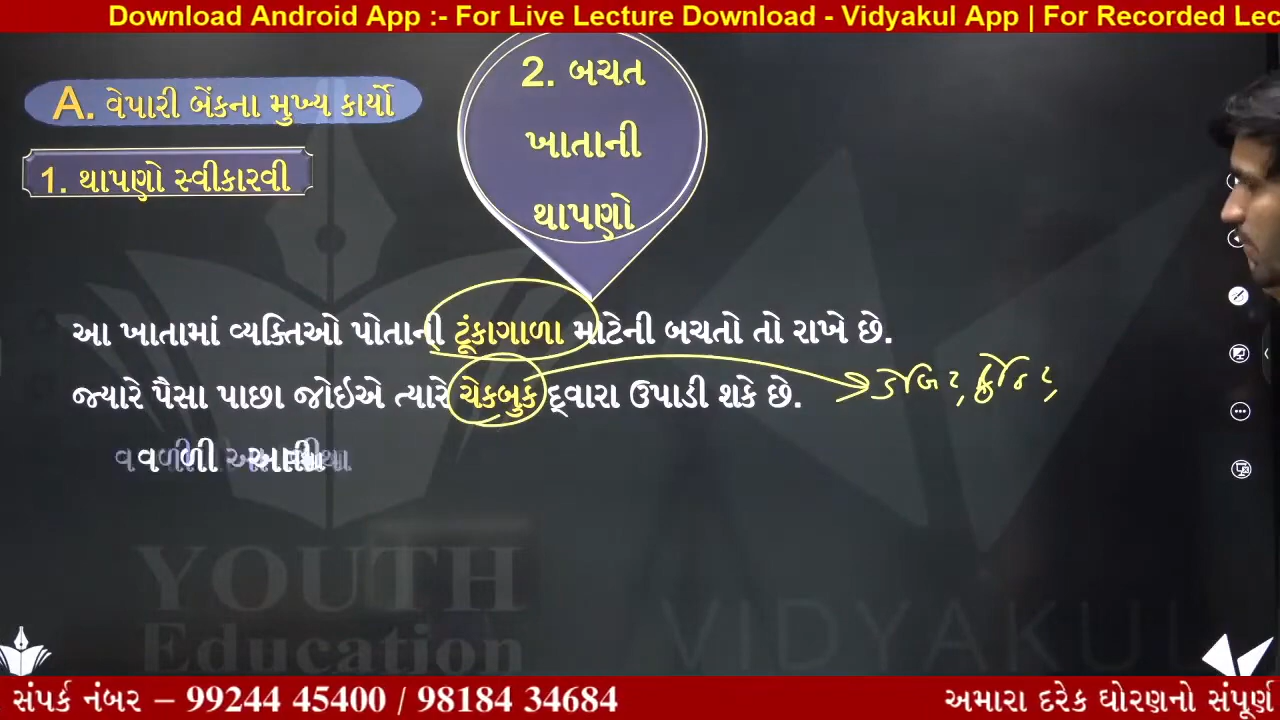 Download Android App :- For Live Lecture Download - Vidyakul App | For Recorded Lec
A. વેપારી બેંકના મુખ્ય કાર્યો
1. થાપણો સ્વીકારવી
2. બચત
ખાતાની
થાપણો
આ ખાતામાં વ્યક્તિઓ પોતાની ટૂંકાગાળા માટેની બચતો તો રાખે છે.
જ્યારે પૈસા પાછા જોઇએ ત્યારે ચેકબુક દ્વારા ઉપાડી શકે છે.
ડેબિટ, ક્રેડિટ,
YOUTH
Education
VIDYAKUL
સંપર્ક નંબર – 99244 45400 / 98184 34684
અમારા દરેક ધોરણનો સંપૂર્ણ